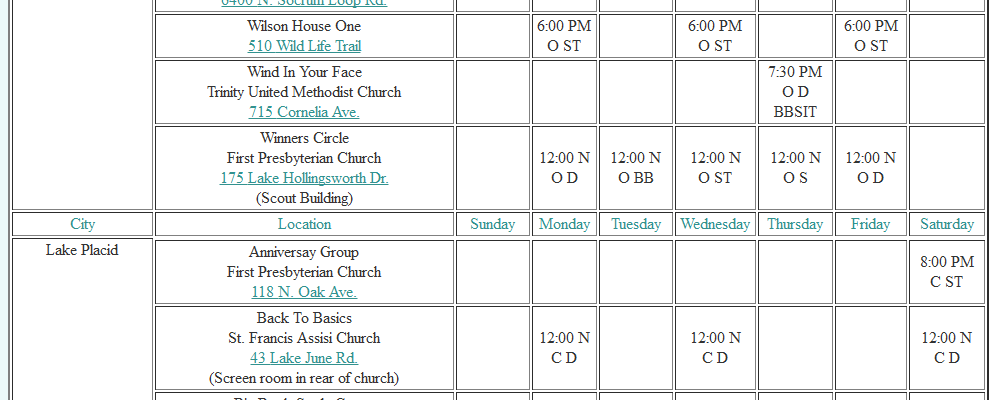 6400 N. Socrum Loop Rd.
Wilson House One
510 Wild Life Trail
6:00 PM
O ST
6:00 PM
O ST
6:00 PM
O ST
Wind In Your Face
Trinity United Methodist Church
715 Cornelia Ave.
7:30 PM
O D
BBSIT
Winners Circle
First Presbyterian Church
175 Lake Hollingsworth Dr.
(Scout Building)
12:00 N
O D
12:00 N
O BB
12:00 N
O ST
12:00 N
O S
12:00 N
O D
City Location Sunday Monday Tuesday Wednesday Thursday Friday Saturday
Lake Placid
Anniversay Group
First Presbyterian Church
118 N. Oak Ave.
8:00 PM
C ST
Back To Basics
St. Francis Assisi Church
43 Lake June Rd.
(Screen room in rear of church)
12:00 N
C D
12:00 N
C D
12:00 N
C D